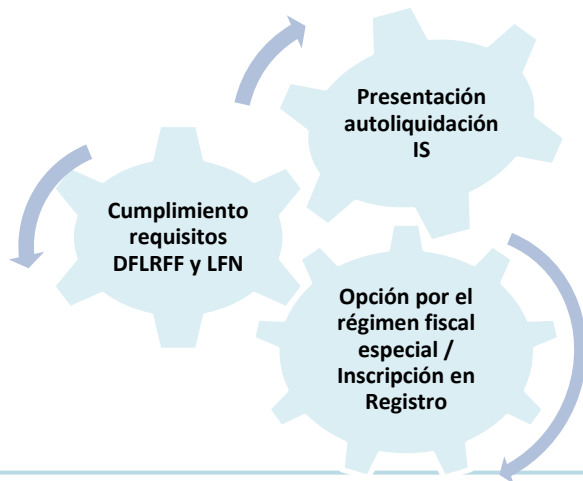 Presentación
autoliquidación
IS
Cumplimiento
requisitos
DFLRFF y LFN
Opción por el
régimen fiscal
especial /
Inscripción en
Registro